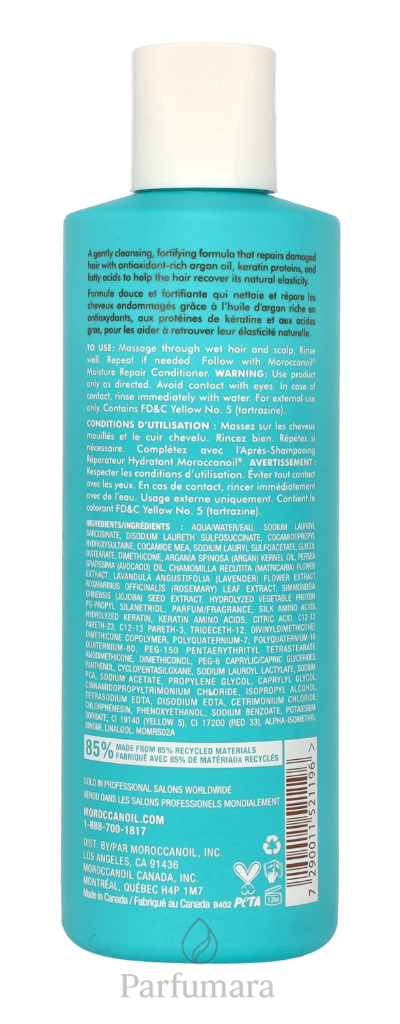 A gently cleansing, fortifying formula that repairs damaged
hair with antioxidant-rich argan oil, keratin proteins, and
fatty acids to help the hair recover its natural elasticity.
Formule douce et fortifiante qui nettoie et répare les
cheveux endommagés grâce à l'huile d'argan riche en
antioxydants, aux protéines de kératine et aux acides
gras, pour les aider à retrouver leur élasticité naturelle.
TO USE: Massage through wet hair and scalp. Rinse
well. Repeat if needed. Follow with Moroccanoil®
Moisture Repair Conditioner. WARNING: Use product
only as directed. Avoid contact with eyes. In case of
contact, rinse immediately with water. For external use
only. Contains FD&C Yellow No. 5 (tartrazine).
CONDITIONS D'UTILISATION : Massez sur les cheveux
mouillés et le cuir chevelu. Rincez bien. Répétez si
nécessaire. Complétez avec l'Après-Shampooing
Réparateur Hydratant Moroccanoil®. AVERTISSEMENT :
Respecter les conditions d'utilisation. Éviter tout contact
avec les yeux. En cas de contact, rincer immédiatement
avec de l'eau. Usage externe uniquement. Contient le
colorant FD&C Yellow No. 5 (tartrazine).
INGREDIENTS/INGRÉDIENTS : AQUA/WATER/EAU, SODIUM LAUROYL
SARCOSINATE, DISODIUM LAURETH SULFOSUCCINATE, COCAMIDOPROPYL
HYDROXYSULTAINE, COCAMIDE MEA, SODIUM LAURYL SULFOACETATE, GLYCOL
DISTEARATE, DIMETHICONE, ARGANIA SPINOSA (ARGAN) KERNEL OIL, PERSEA
GRATISSIMA (AVOCADO) OIL, CHAMOMILLA RECUTITA (MATRICARIA) FLOWER
EXTRACT, LAVANDULA ANGUSTIFOLIA (LAVENDER) FLOWER EXTRACT,
ROSMARINUS OFFICINALIS (ROSEMARY) LEAF EXTRACT, SIMMONDSIA
CHINENSIS (JOJOBA) SEED EXTRACT, HYDROLYZED VEGETABLE PROTEIN
PG-PROPYL SILANETRIOL, PARFUM/FRAGRANCE, SILK AMINO ACIDS,
HYDROLYZED KERATIN, KERATIN AMINO ACIDS, CITRIC ACID, C12-13
PARETH-23, C12-13 PARETH-3, TRIDECETH-12, DIVINYLDIMETHICONE/
DIMETHICONE COPOLYMER, POLYQUATERNIUM-7, POLYQUATERNIUM-16,
QUATERNIUM-80, PEG-150 PENTAERYTHRITYL TETRASTEARATE,
AMODIMETHICONE, DIMETHICONOL, PEG-6 CAPRYLIC/CAPRIC GLYCERIDES,
PANTHENOL, CYCLOPENTASILOXANE, SODIUM LAUROYL LACTYLATE, SODIUM
PCA, SODIUM ACETATE, PROPYLENE GLYCOL, CAPRYLYL GLYCOL,
CINNAMIDOPROPYLTRIMONIUM CHLORIDE, ISOPROPYL ALCOHOL,
TETRASODIUM EDTA, DISODIUM EDTA, CETRIMONIUM CHLORIDE,
CHLORPHENESIN, PHENOXYETHANOL, SODIUM BENZOATE, POTASSIUM
SORBATE, CI 19140 (YELLOW 5), CI 17200 (RED 33), ALPHA-ISOMETHYL
IONONE, LINALOOL. MOMRS02A
85% MADE FROM 85% RECYCLED MATERIALS
FABRIQUÉ AVEC 85% DE MATÉRIAUX RECYCLÉS
SOLD IN PROFESSIONAL SALONS WORLDWIDE
VENDU DANS LES SALONS PROFESSIONNELS MONDIALEMENT
MOROCCANOIL.COM
1-888-700-1817
DIST. BY/PAR MOROCCANOIL, INC.
LOS ANGELES, CA 91436
MOROCCANOIL CANADA, INC.
MONTRÉAL, QUÉBEC H4P 1M7
Made in Canada / Fabriqué au Canada B402
PETA
12M
7 290011 521196 >
Parfumara